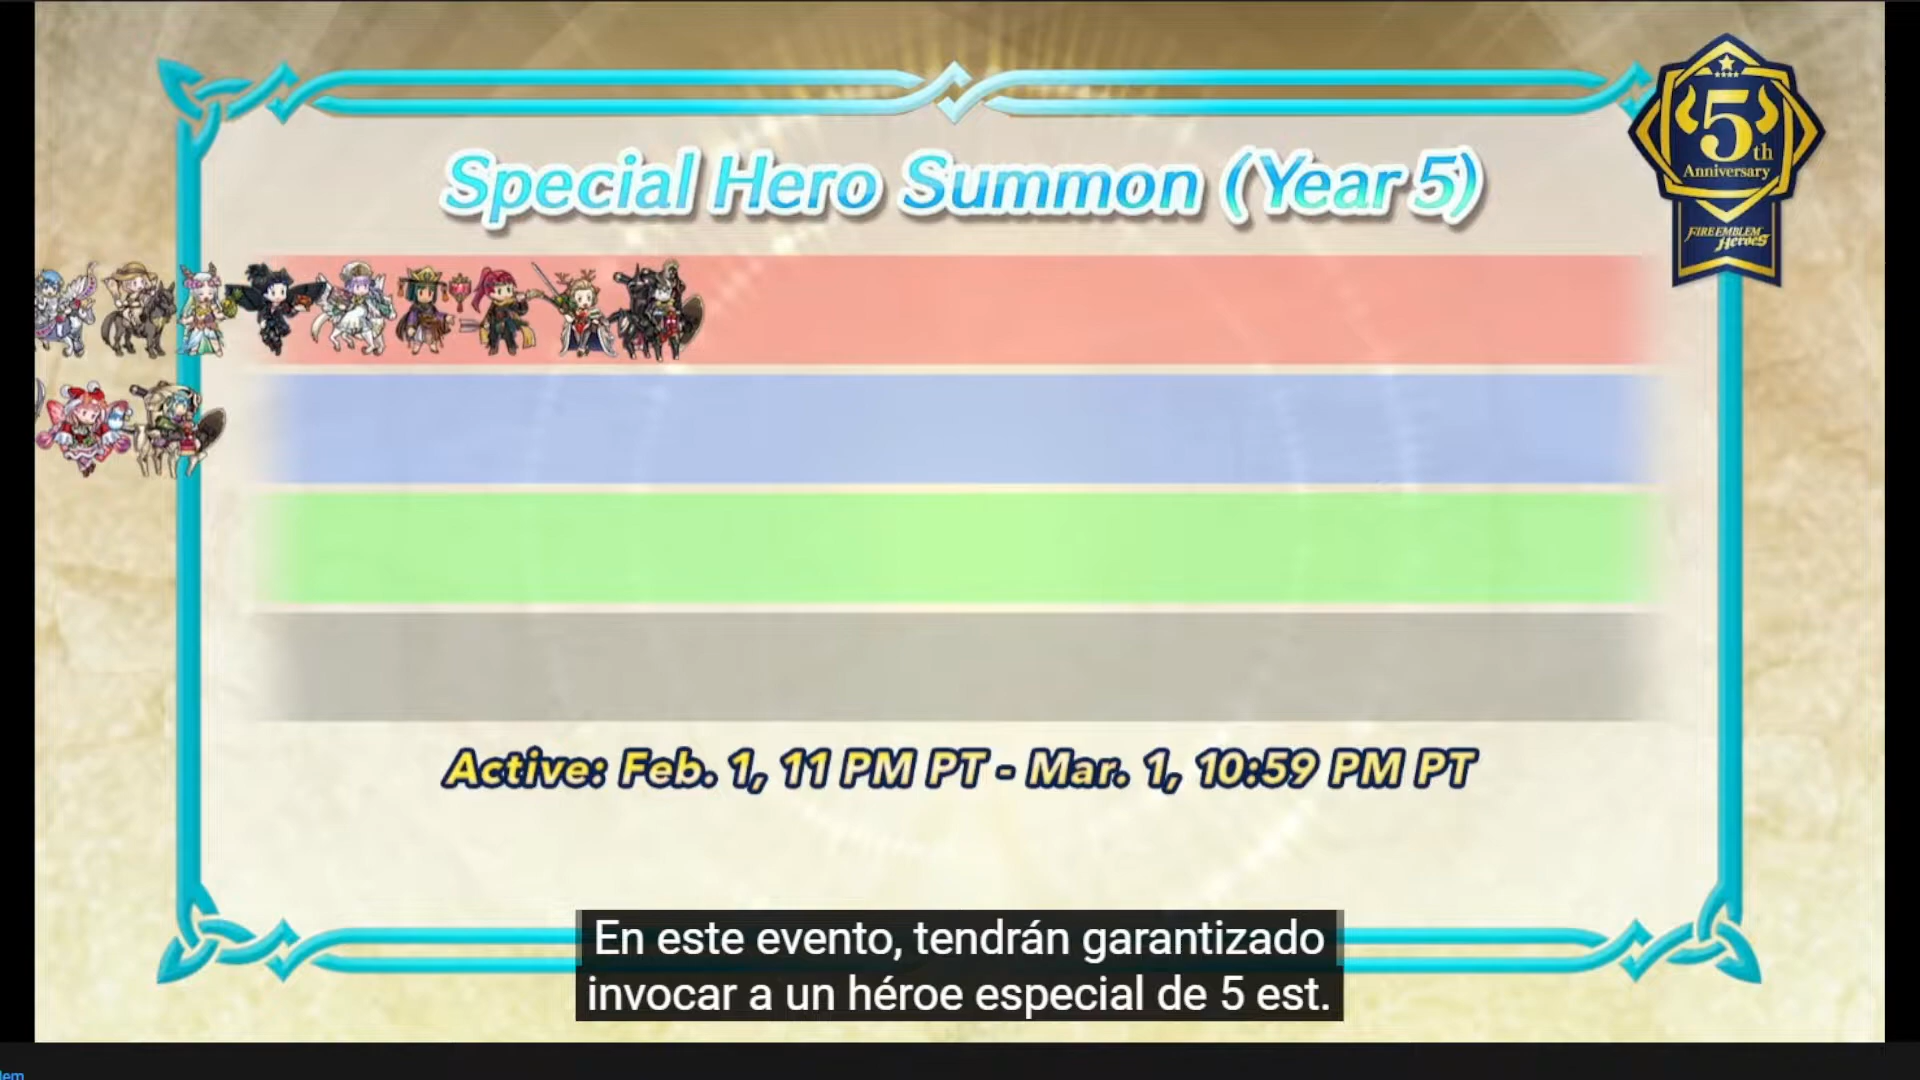 5th
Anniversary
FIRE EMBLEM
Heroes
Special Hero Summon (Year 5)
Active: Feb. 1, 11 PM PT - Mar. 1, 10:59 PM PT
En este evento, tendrán garantizado
invocar a un héroe especial de 5 est.